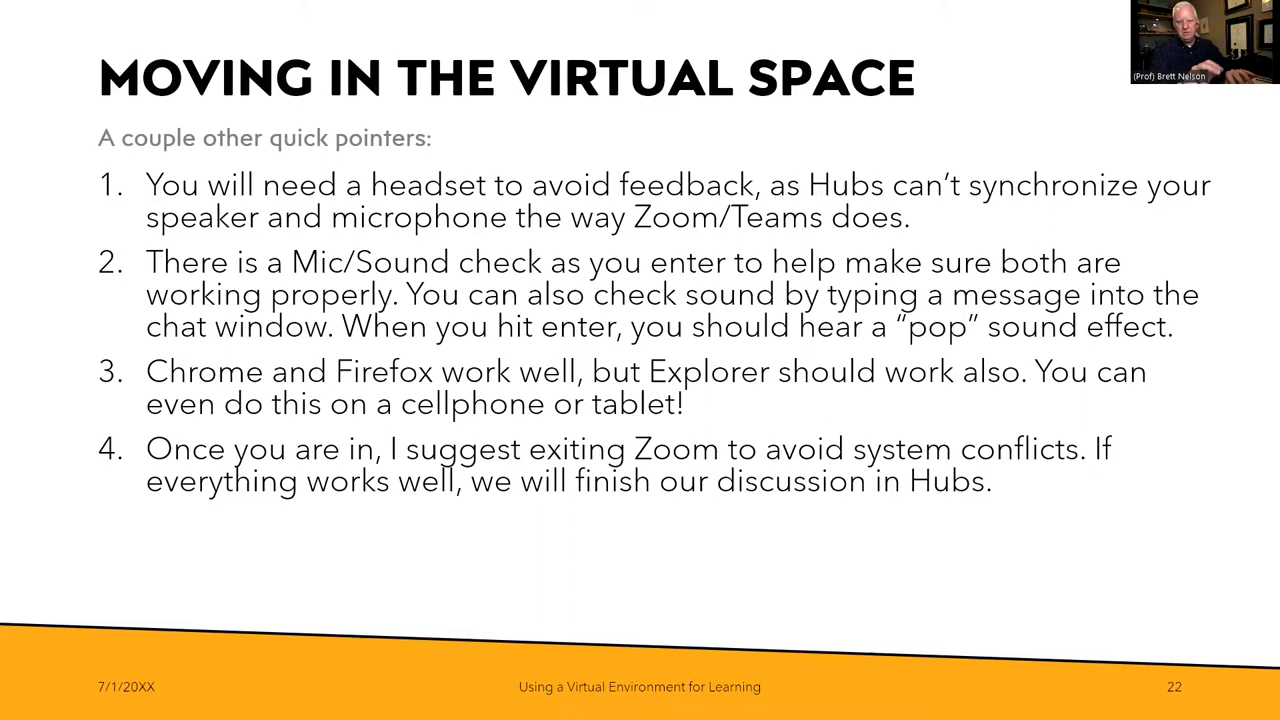 (Prof) Brett Nelson
MOVING IN THE VIRTUAL SPACE
A couple other quick pointers:
1. You will need a headset to avoid feedback, as Hubs can’t synchronize your
speaker and microphone the way Zoom/Teams does.
2. There is a Mic/Sound check as you enter to help make sure both are
working properly. You can also check sound by typing a message into the
chat window. When you hit enter, you should hear a “pop” sound effect.
3. Chrome and Firefox work well, but Explorer should work also. You can
even do this on a cellphone or tablet!
4. Once you are in, I suggest exiting Zoom to avoid system conflicts. If
everything works well, we will finish our discussion in Hubs.
7/1/20XX
Using a Virtual Environment for Learning
22